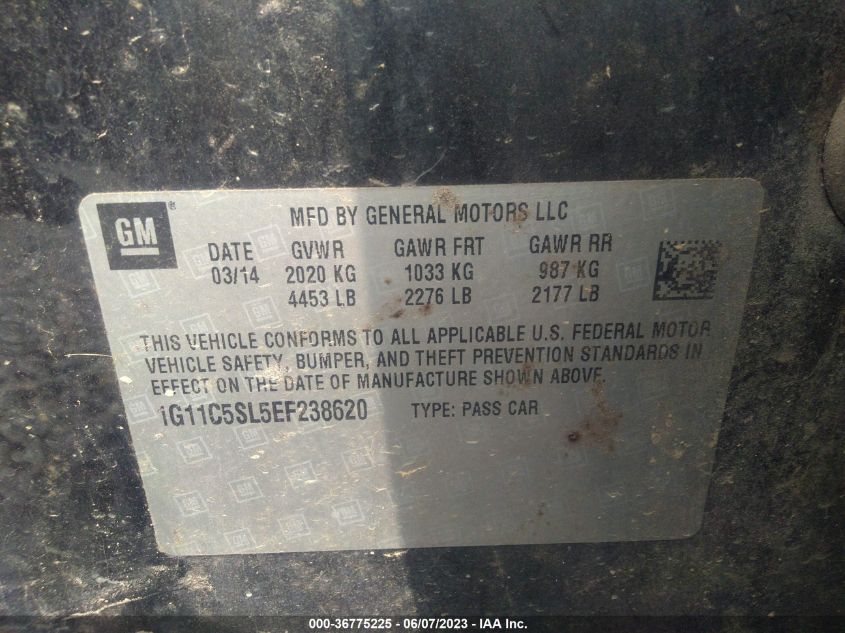 GM ®
MFD BY GENERAL MOTORS LLC
DATE GVWR GAWR FRT GAWR RR
03/14 2020 KG 1033 KG 987 KG
4453 LB 2276 LB 2177 LB
THIS VEHICLE CONFORMS TO ALL APPLICABLE U.S. FEDERAL MOTOR
VEHICLE SAFETY, BUMPER, AND THEFT PREVENTION STANDARDS IN
EFFECT ON THE DATE OF MANUFACTURE SHOWN ABOVE.
1G11C5SL5EF238620 TYPE: PASS CAR
000-36775225 - 06/07/2023 - IAA Inc.